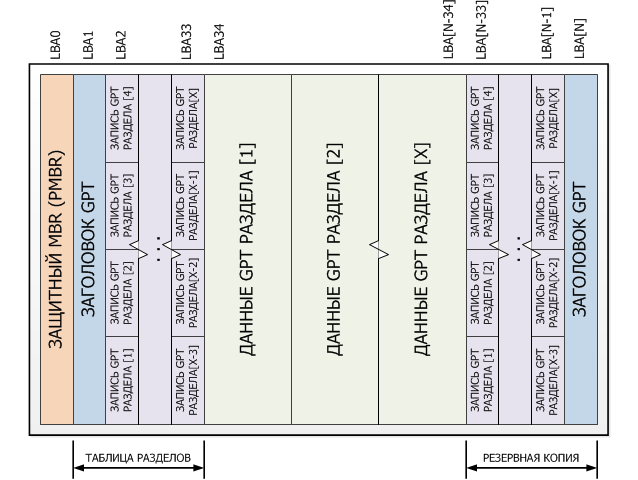 LBA0
LBA1
LBA2
LBA33
LBA34
LBA[N-34]
LBA[N-33]
LBA[N-1]
LBA[N]
ЗАЩИТНЫЙ MBR (PMBR)
ЗАГОЛОВОК GPT
ЗАПИСЬ GPT
РАЗДЕЛА [4]
ЗАПИСЬ GPT
РАЗДЕЛА [3]
ЗАПИСЬ GPT
РАЗДЕЛА [2]
ЗАПИСЬ GPT
РАЗДЕЛА [1]
...
ЗАПИСЬ GPT
РАЗДЕЛА[X]
ЗАПИСЬ GPT
РАЗДЕЛА[X-1]
ЗАПИСЬ GPT
РАЗДЕЛА[X-2]
ЗАПИСЬ GPT
РАЗДЕЛА[X-3]
ДАННЫЕ GPT РАЗДЕЛА [1]
ДАННЫЕ GPT РАЗДЕЛА [2]
ДАННЫЕ GPT РАЗДЕЛА [X]
ЗАПИСЬ GPT
РАЗДЕЛА [4]
ЗАПИСЬ GPT
РАЗДЕЛА [3]
ЗАПИСЬ GPT
РАЗДЕЛА [2]
ЗАПИСЬ GPT
РАЗДЕЛА [1]
...
ЗАПИСЬ GPT
РАЗДЕЛА[X]
ЗАПИСЬ GPT
РАЗДЕЛА[X-1]
ЗАПИСЬ GPT
РАЗДЕЛА[X-2]
ЗАПИСЬ GPT
РАЗДЕЛА[X-3]
ЗАГОЛОВОК GPT
ТАБЛИЦА РАЗДЕЛОВ
РЕЗЕРВНАЯ КОПИЯ